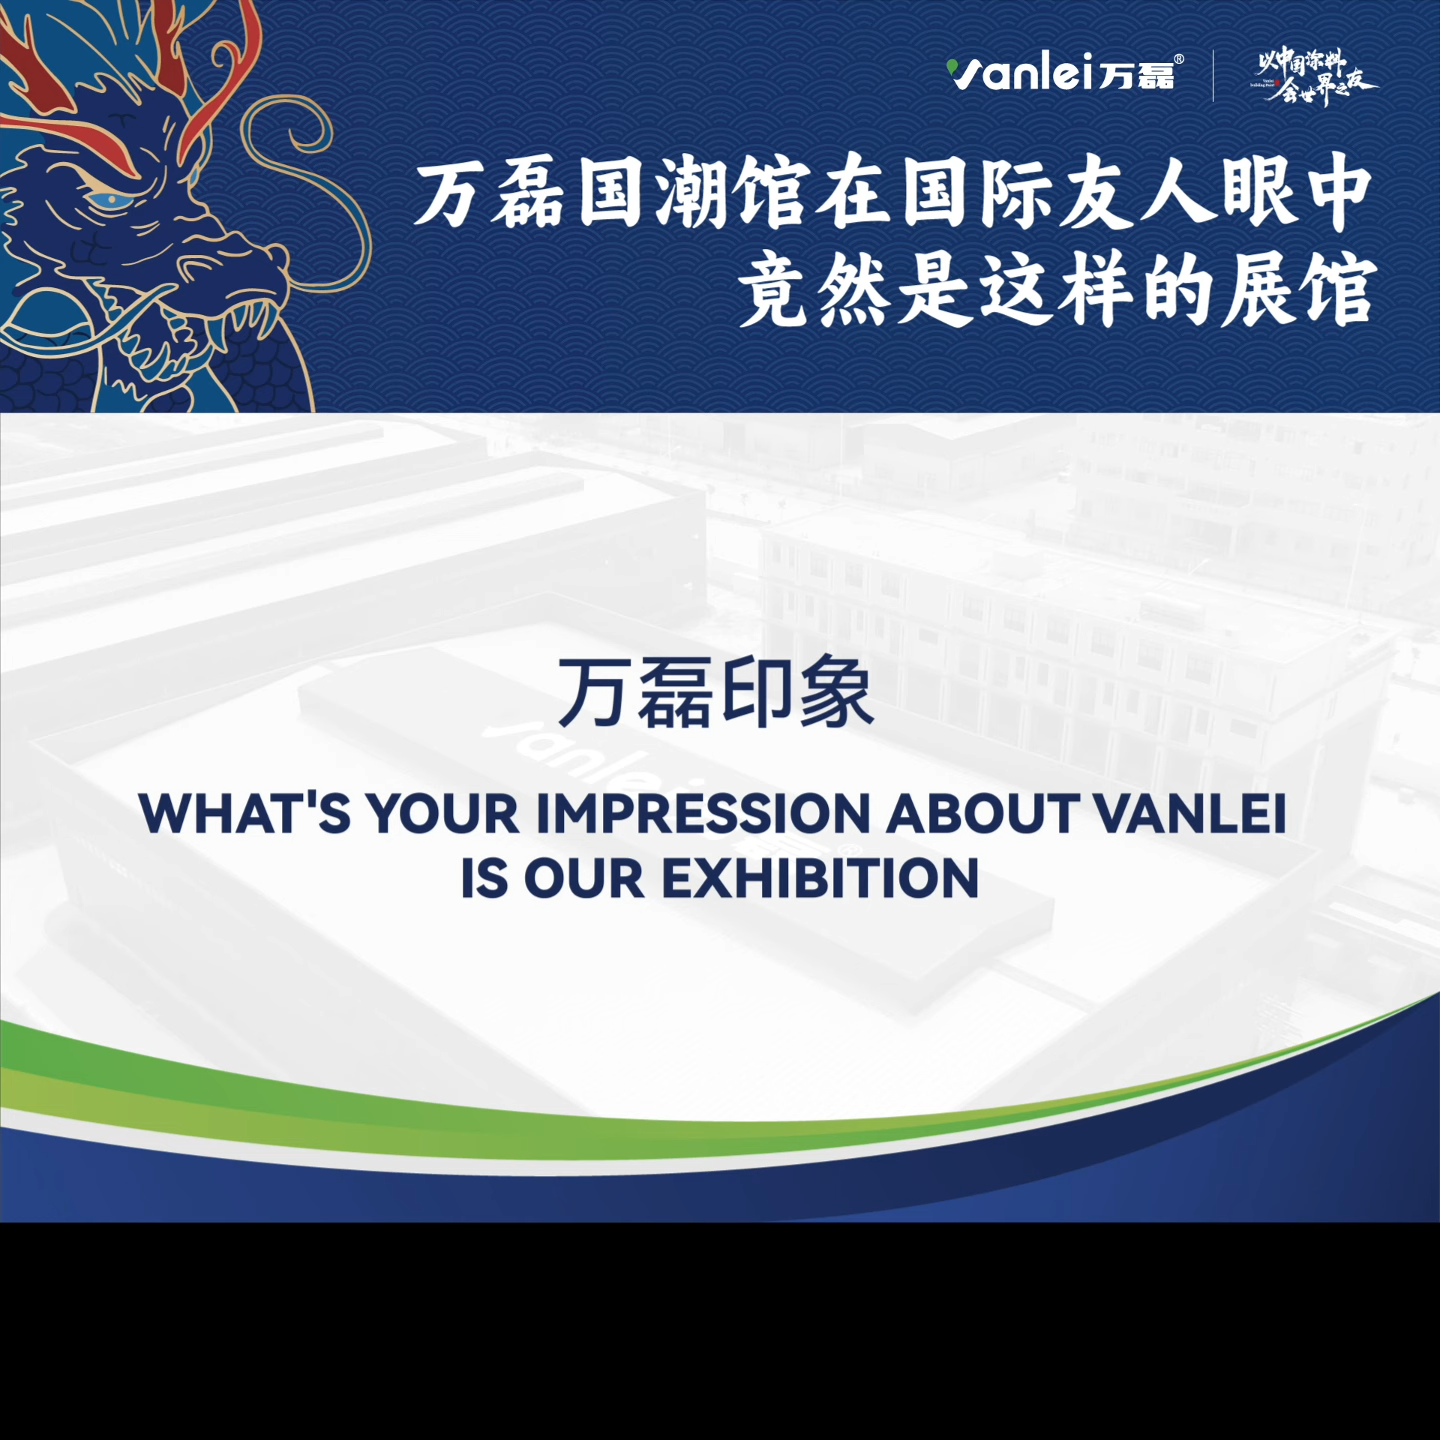 vanlei万磊®
以中国涂料
会世界之友
万磊国潮馆在国际友人眼中
竟然是这样的展馆
万磊印象
vanlei
WHAT'S YOUR IMPRESSION ABOUT VANLEI
IS OUR EXHIBITION